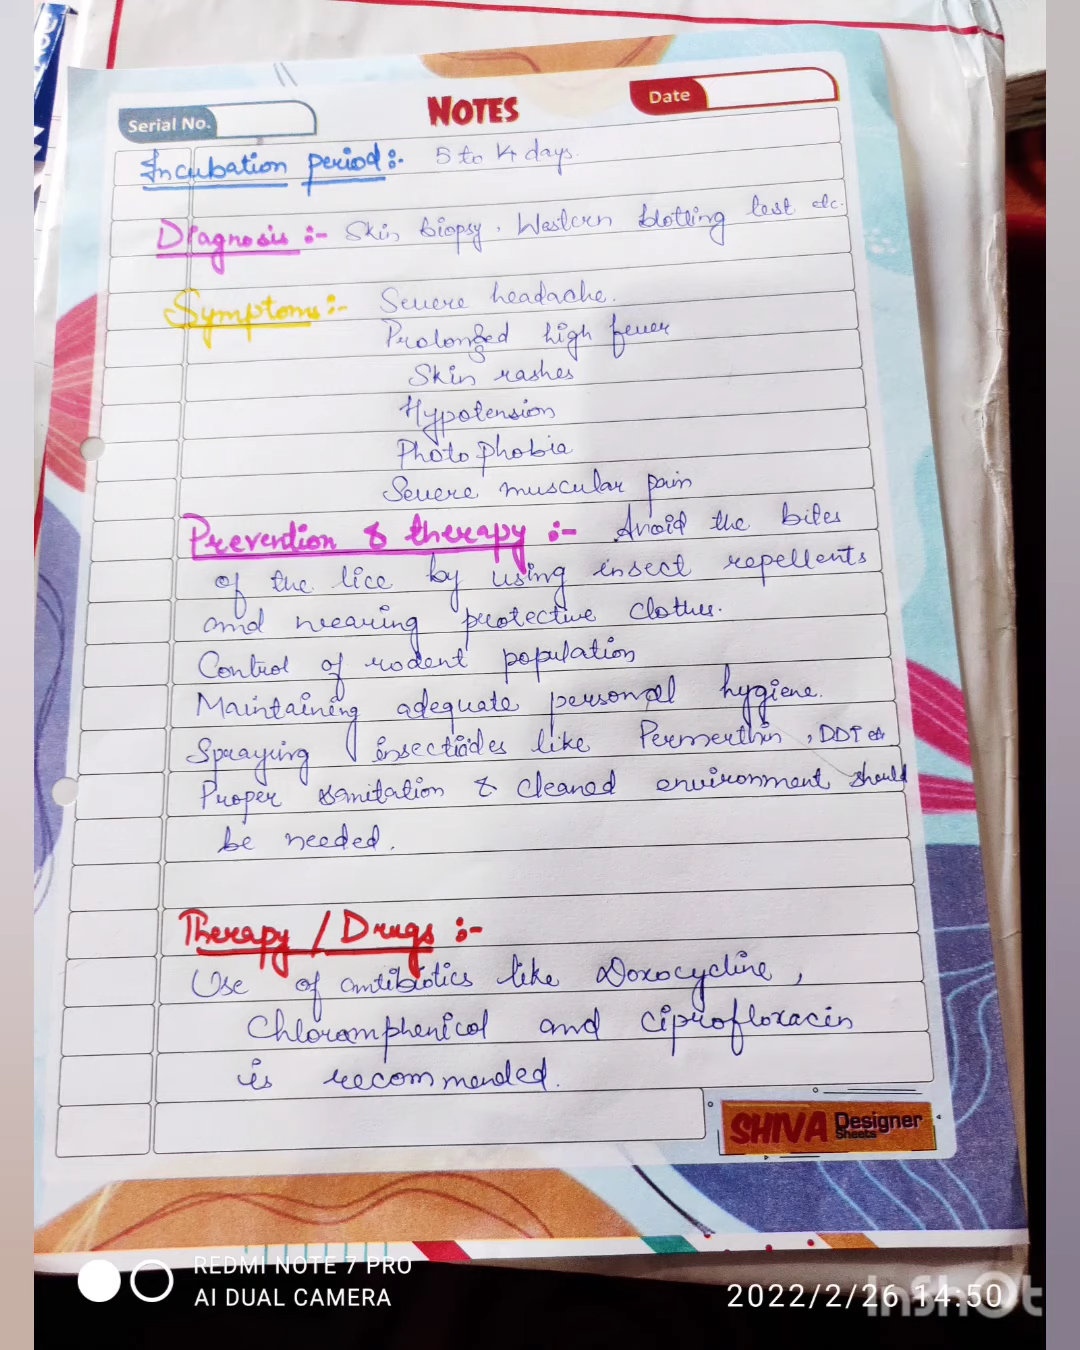 Serial No.
NOTES
Date
Incubation period:- 5 to 14 days.
Diagnosis :- Skin biopsy, Western blotting test etc.
Symptoms:- Severe headache.
Prolonged high fever
Skin rashes
Hypotension
Photophobia
Severe muscular pain
Prevention & therapy :- Avoid the bites
of the lice by using insect repellents
and wearing protective clothes.
Control of rodent population
Maintaining adequate personal hygiene.
Spraying insecticides like Permerthin, DDT etc
Proper sanitation & cleaned environment should
be needed.
Therapy / Drugs :-
Use of antibiotics like Doxocycline,
Chloramphenicol and ciprofloxacin
is recommended.
SHIVA Designer
Sheets
REDMI NOTE 7 PRO
AI DUAL CAMERA
2022/2/26 14:50
InShot